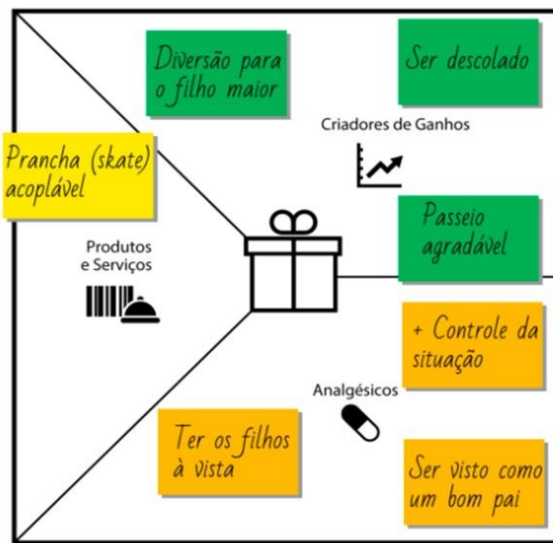 Diversão para
o filho maior
Ser descolado
Criadores de Ganhos
Prancha (skate)
acoplável
Passeio
agradável
Produtos
e Serviços
+ Controle da
situação
Analgésicos
Ter os filhos
à vista
Ser visto como
um bom pai